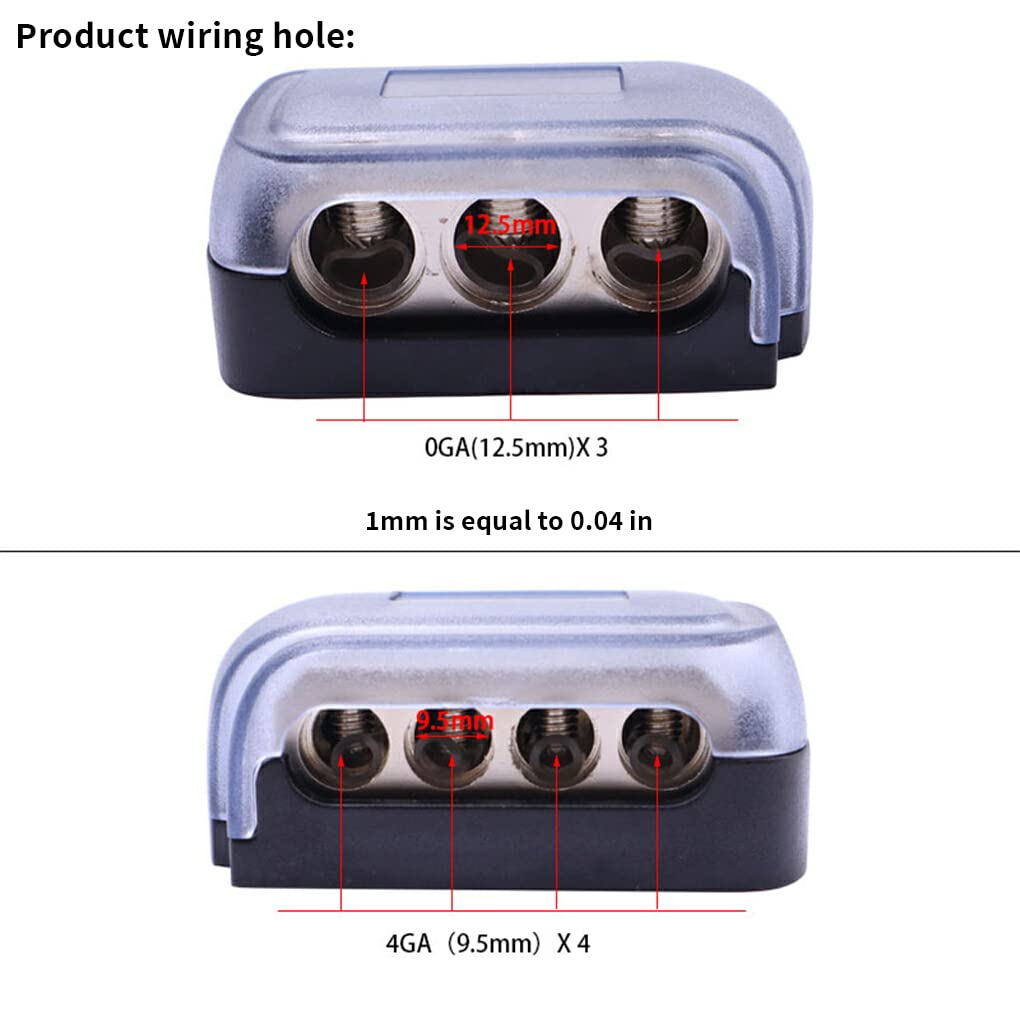 Product wiring hole:
12.5mm
0GA(12.5mm)X 3
1mm is equal to 0.04 in
9.5mm
4GA（9.5mm）X 4